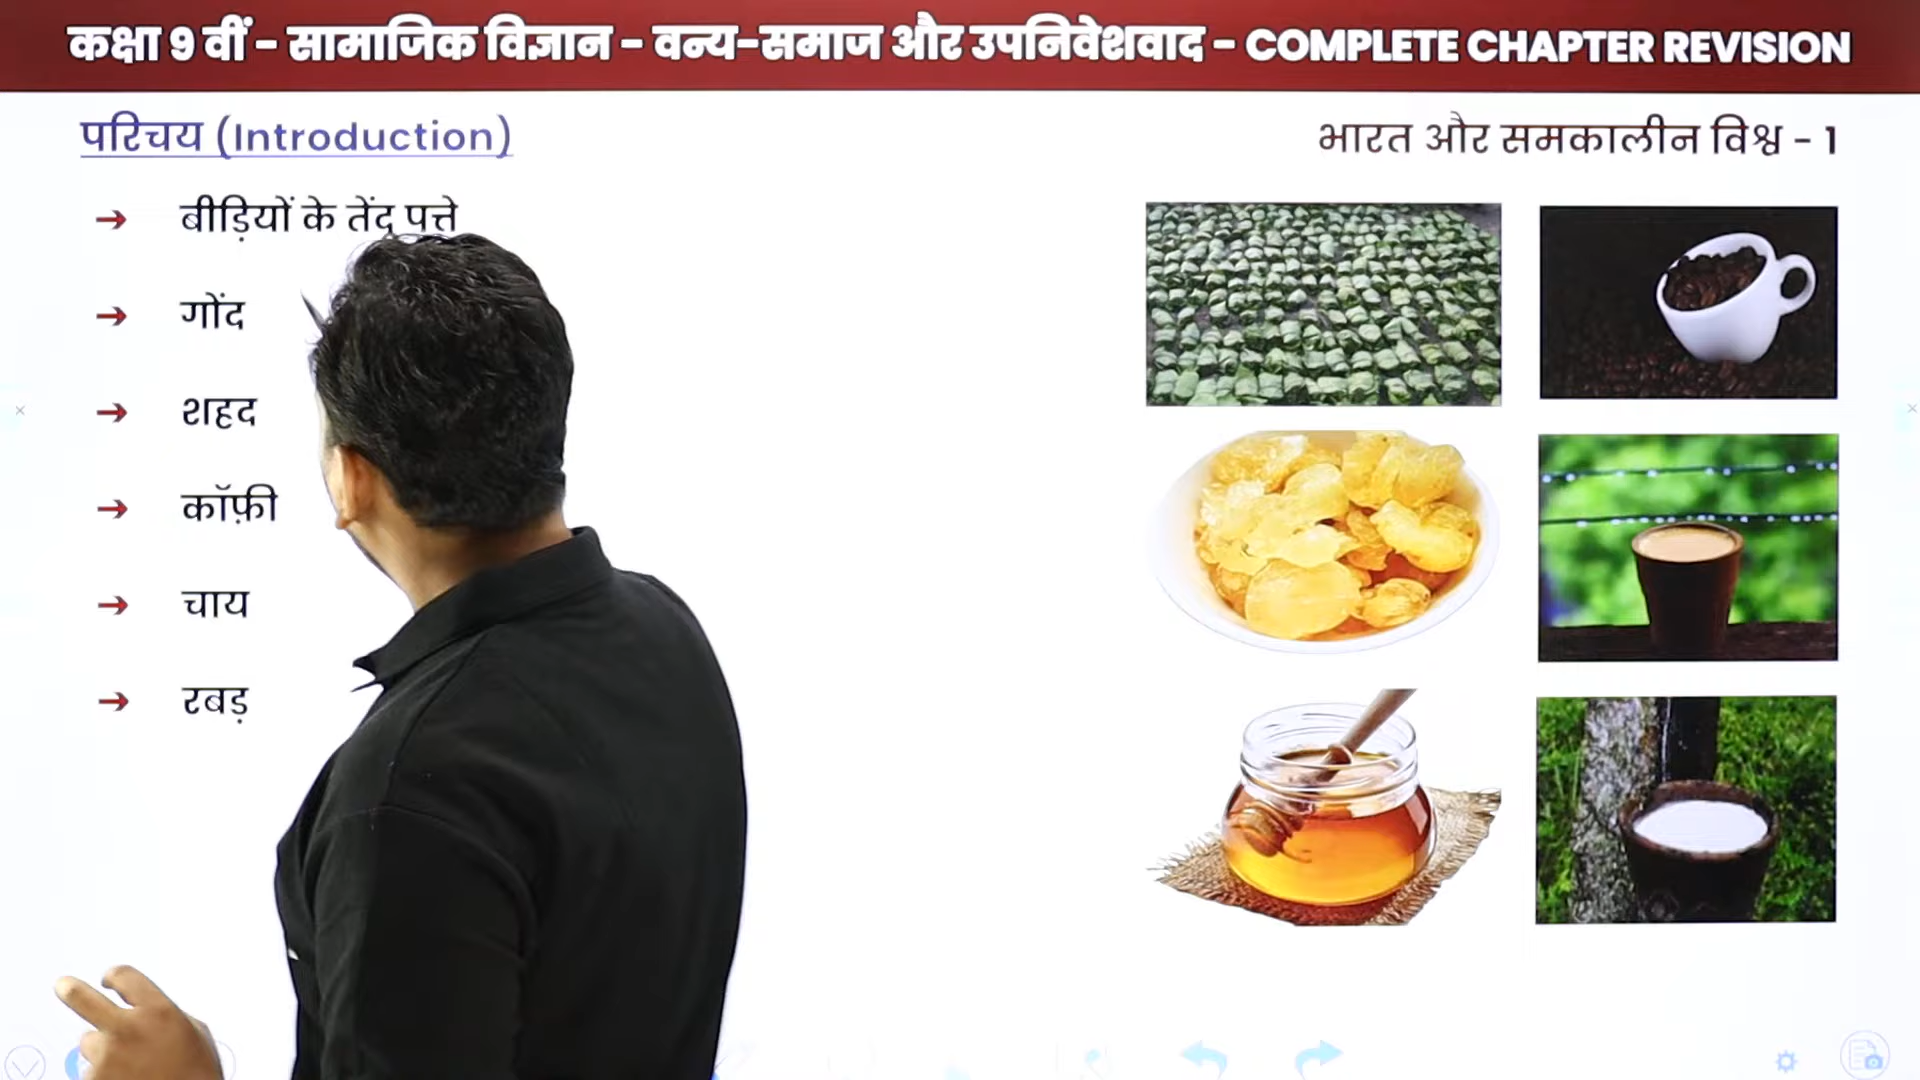 कक्षा 9 वीं - सामाजिक विज्ञान - वन्य-समाज और उपनिवेशवाद - COMPLETE CHAPTER REVISION
परिचय (Introduction)
भारत और समकालीन विश्व - 1
→ बीड़ियों के तेंदू पत्ते
→ गोंद
→ शहद
→ कॉफ़ी
→ चाय
→ रबड़